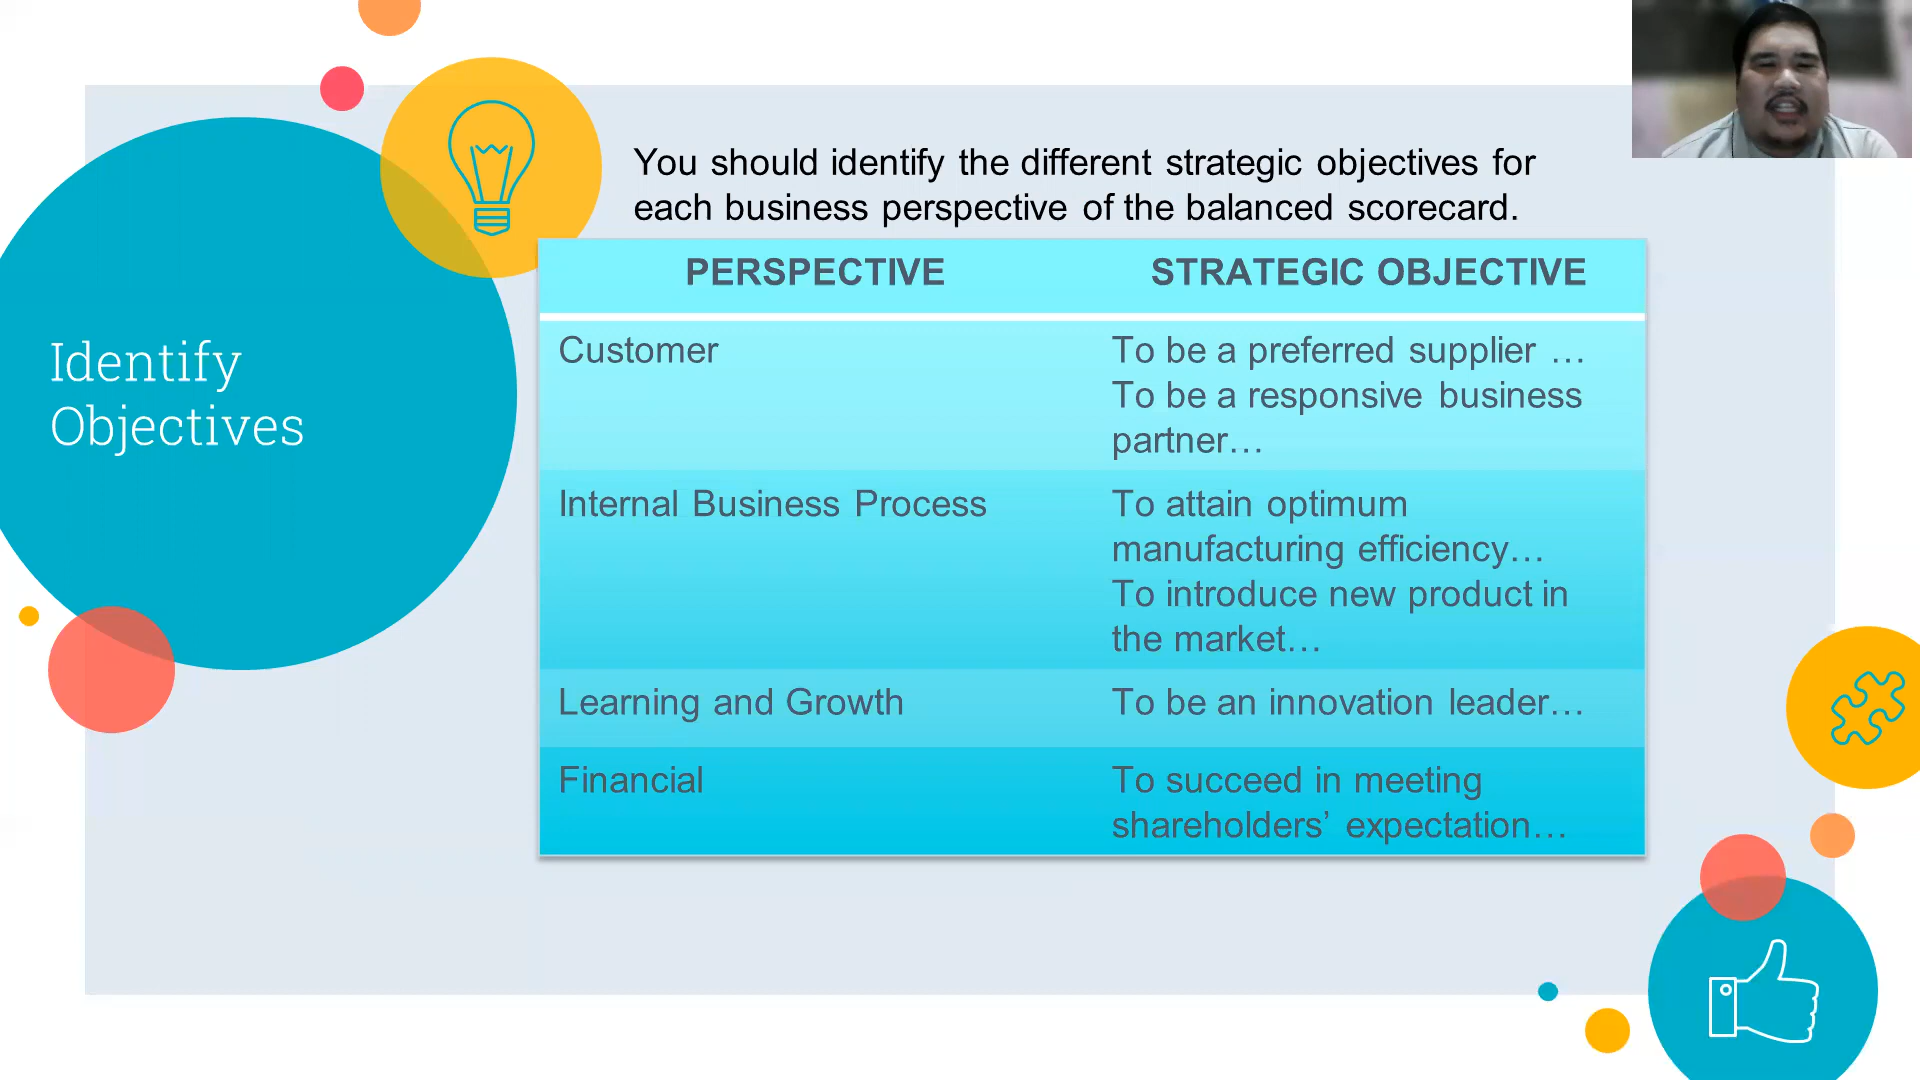 You should identify the different strategic objectives for
each business perspective of the balanced scorecard.
Identify
Objectives
PERSPECTIVE STRATEGIC OBJECTIVE
Customer To be a preferred supplier …
To be a responsive business
partner…
Internal Business Process To attain optimum
manufacturing efficiency…
To introduce new product in
the market…
Learning and Growth To be an innovation leader…
Financial To succeed in meeting
shareholders’ expectation…